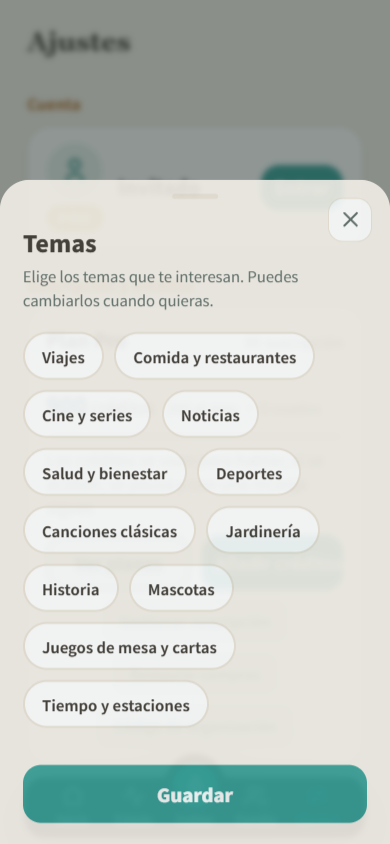 Ajustes
Cuenta
Temas
Elige los temas que te interesan. Puedes
cambiarlos cuando quieras.
Viajes
Comida y restaurantes
Cine y series
Noticias
Salud y bienestar
Deportes
Canciones clásicas
Jardinería
Historia
Mascotas
Juegos de mesa y cartas
Tiempo y estaciones
Guardar